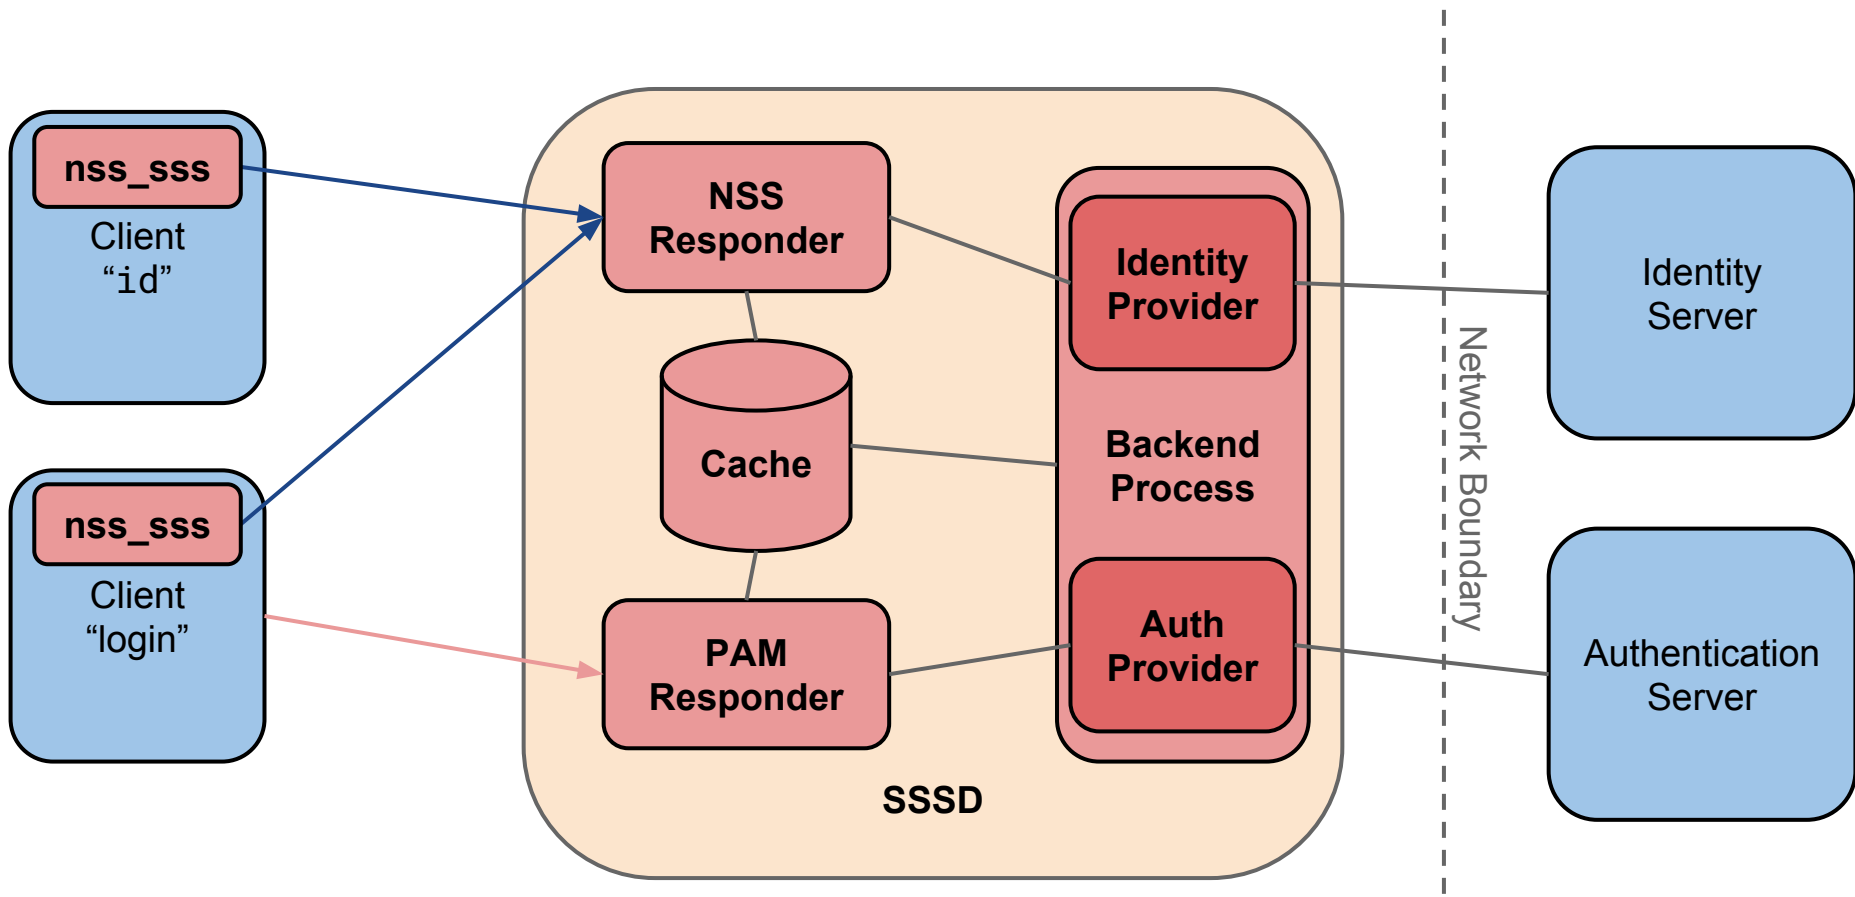 nss_sss
Client
“id”
nss_sss
Client
“login”
NSS
Responder
Cache
PAM
Responder
SSSD
Identity
Provider
Backend
Process
Auth
Provider
Network Boundary
Identity
Server
Authentication
Server